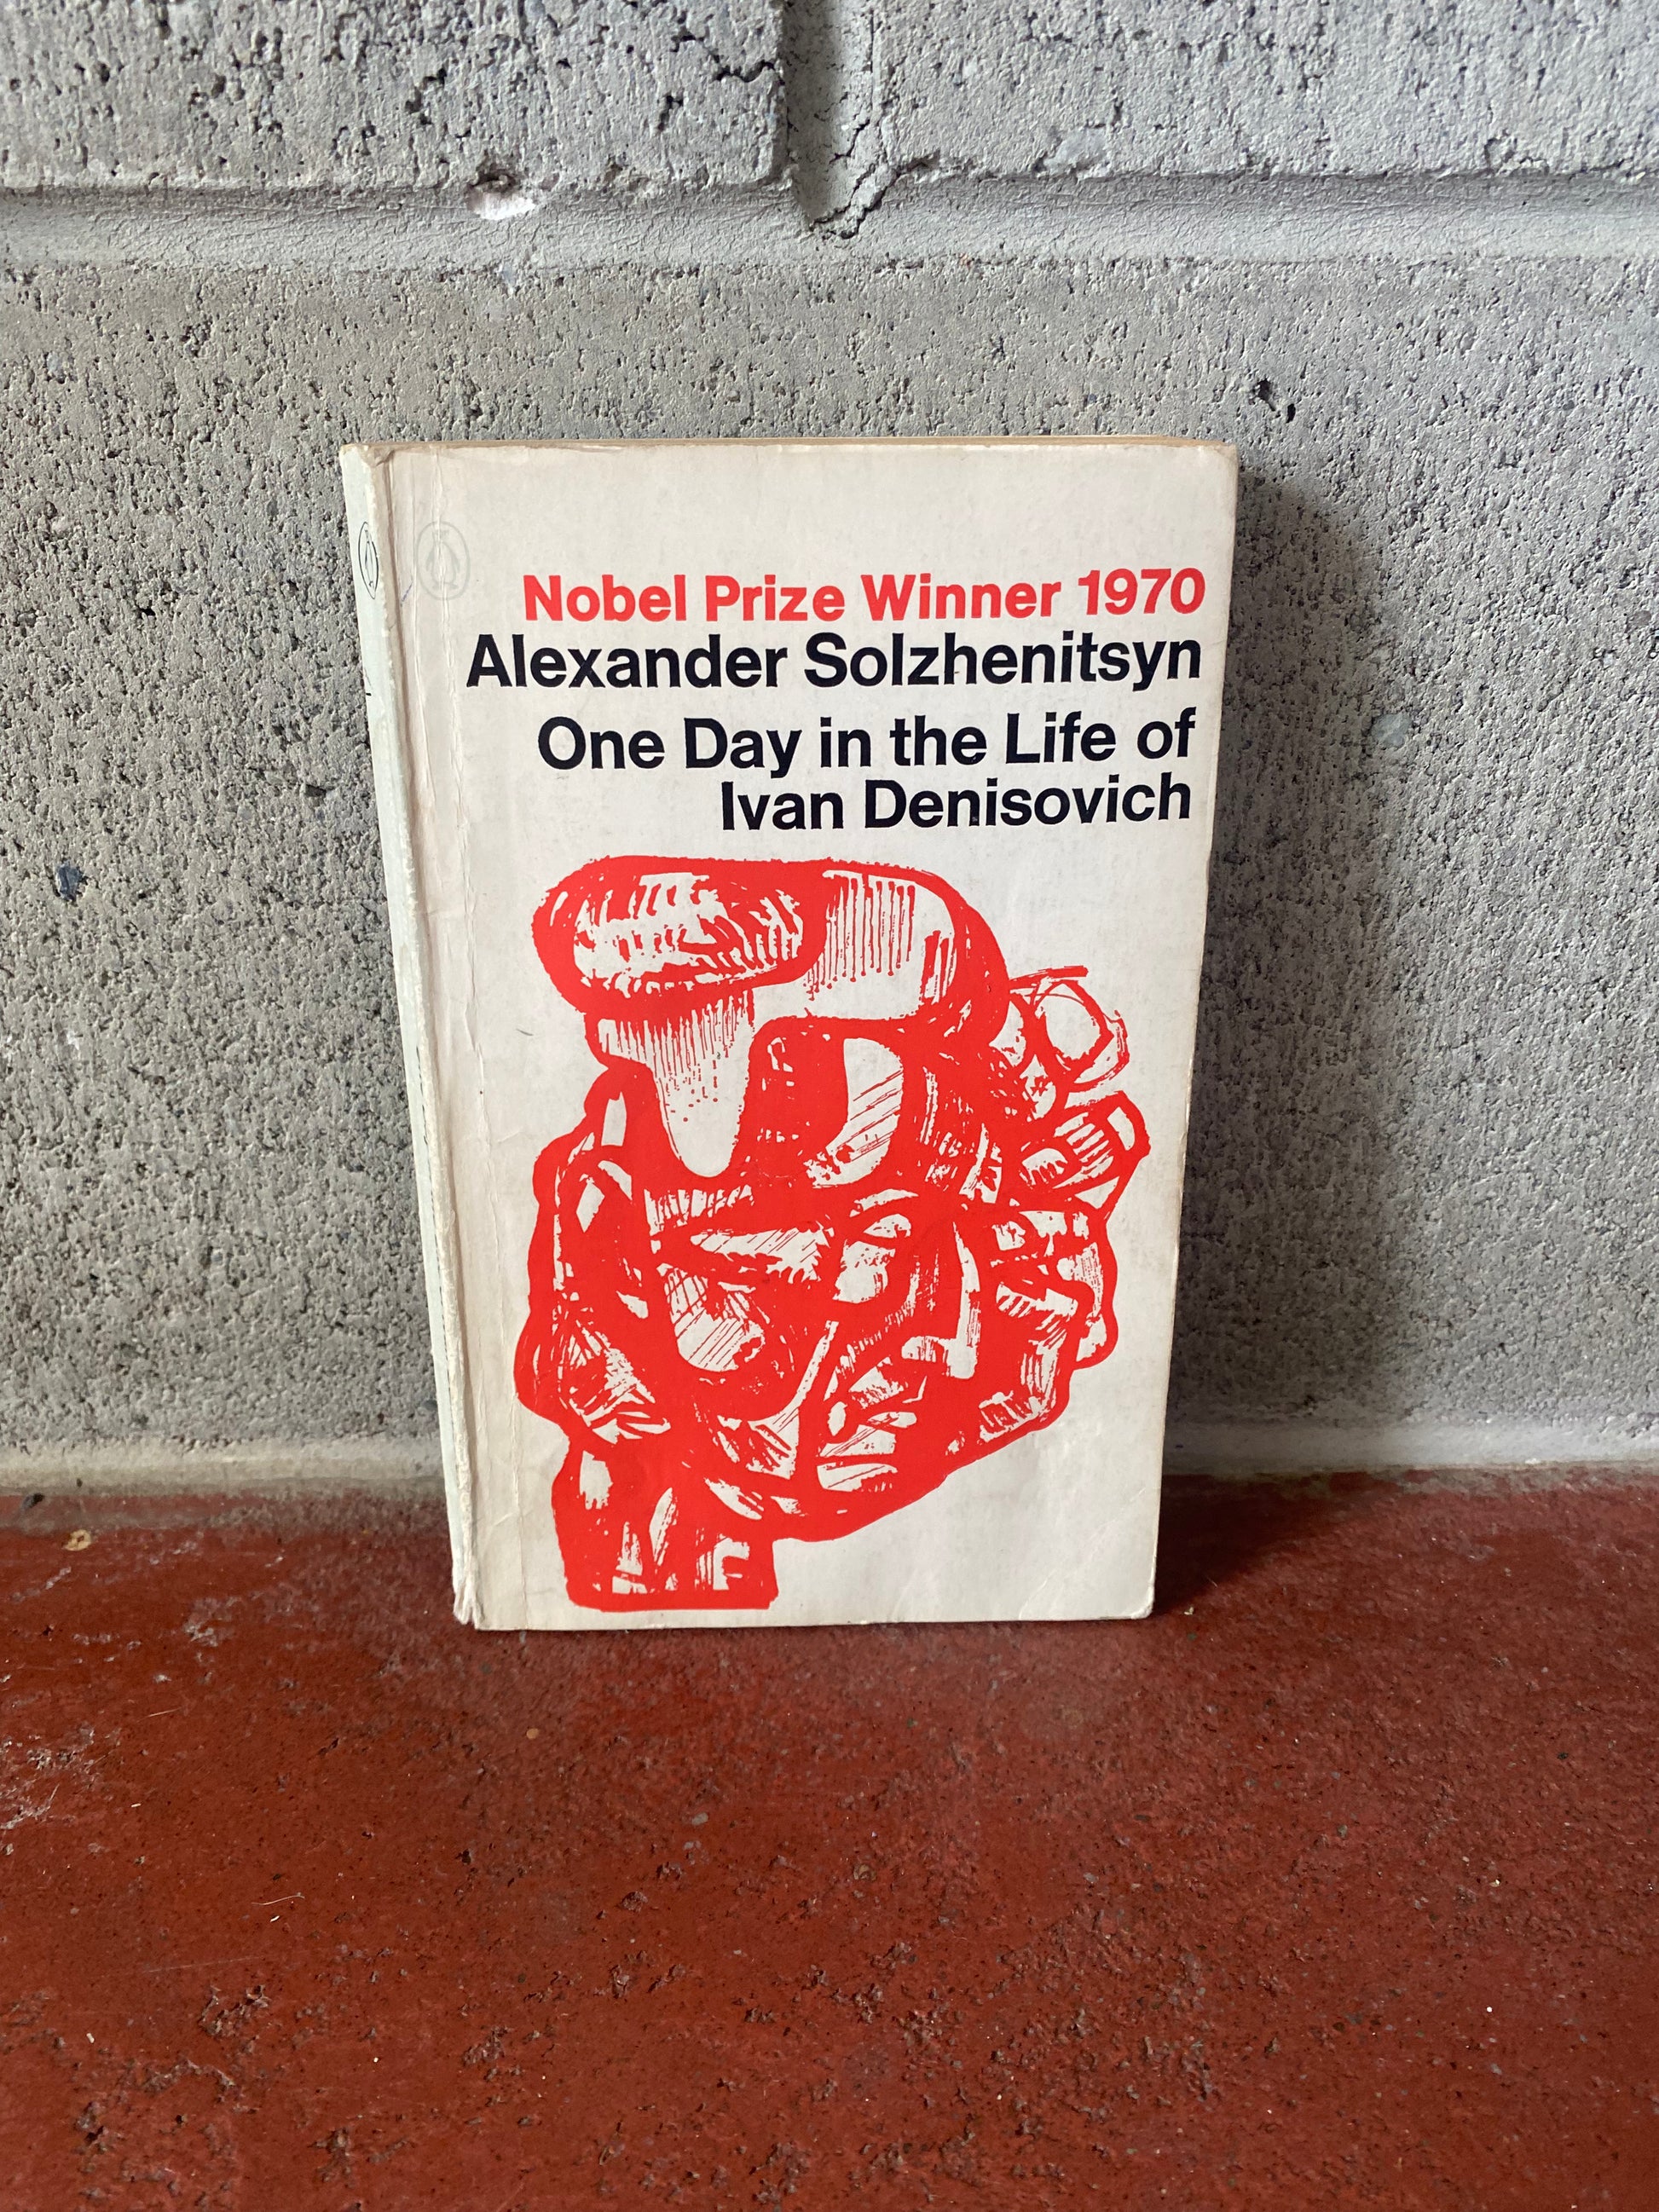 Nobel Prize Winner 1970
Alexander Solzhenitsyn
One Day in the Life of
Ivan Denisovich